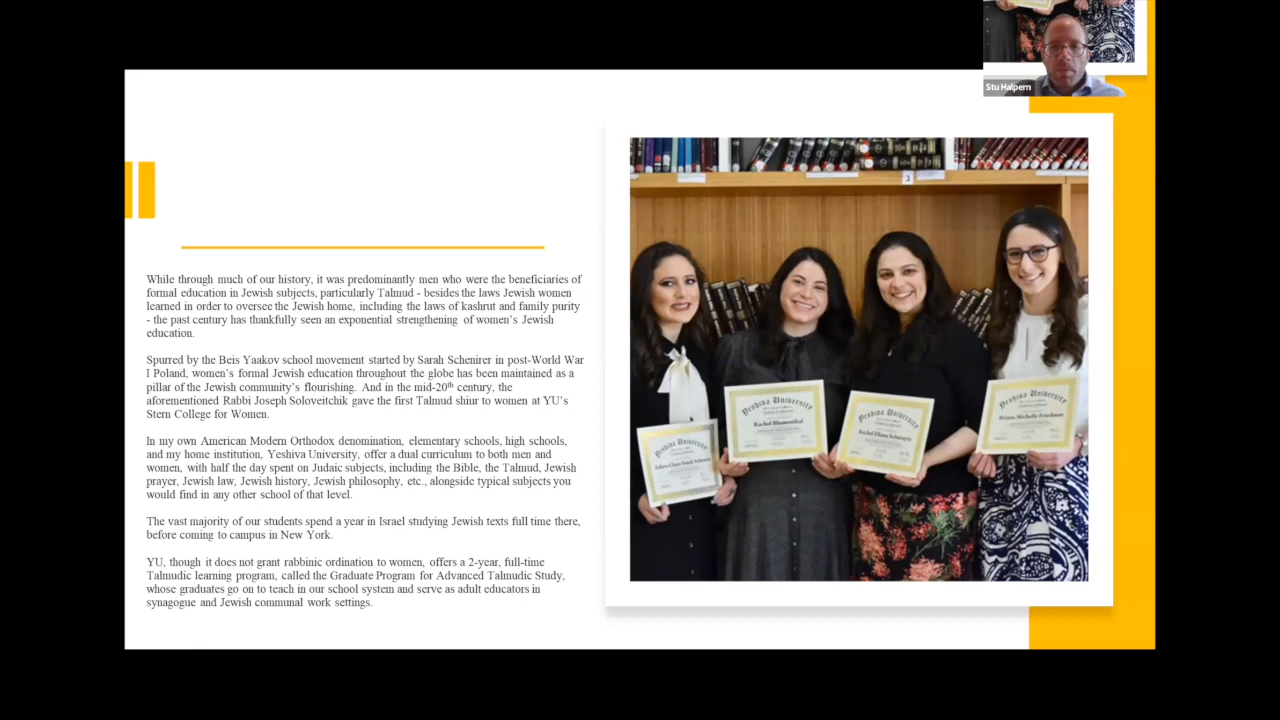 Stu Halpern
While through much of our history, it was predominantly men who were the beneficiaries of
formal education in Jewish subjects, particularly Talmud - besides the laws Jewish women
learned in order to oversee the Jewish home, including the laws of kashrut and family purity
- the past century has thankfully seen an exponential strengthening of women's Jewish
education.
Spurred by the Beis Yaakov school movement started by Sarah Schenirer in post-World War
I Poland, women's formal Jewish education throughout the globe has been maintained as a
pillar of the Jewish community's flourishing. And in the mid-20th century, the
aforementioned Rabbi Joseph Soloveitchik gave the first Talmud shiur to women at YU's
Stern College for Women.
In my own American Modern Orthodox denomination, elementary schools, high schools,
and my home institution, Yeshiva University, offer a dual curriculum to both men and
women, with half the day spent on Judaic subjects, including the Bible, the Talmud, Jewish
prayer, Jewish law, Jewish history, Jewish philosophy, etc., alongside typical subjects you
would find in any other school of that level.
The vast majority of our students spend a year in Israel studying Jewish texts full time there,
before coming to campus in New York.
YU, though it does not grant rabbinic ordination to women, offers a 2-year, full-time
Talmudic learning program, called the Graduate Program for Advanced Talmudic Study,
whose graduates go on to teach in our school system and serve as adult educators in
synagogue and Jewish communal work settings.
Yeshiva University
Yeshiva University
Rachel Blumenthal
Yeshiva University
Yeshiva University
Briana Michelle Friedman